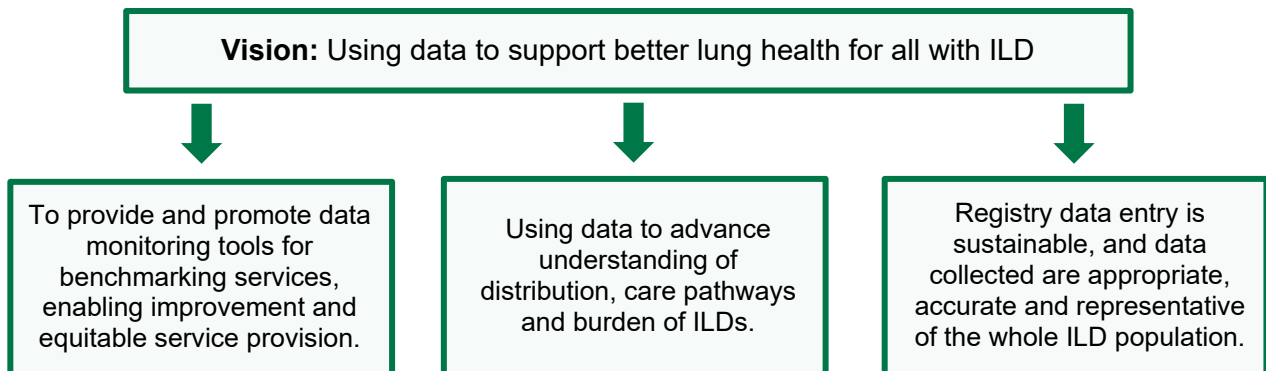 Vision: Using data to support better lung health for all with ILD
To provide and promote data
monitoring tools for
benchmarking services,
enabling improvement and
equitable service provision.
Using data to advance
understanding of
distribution, care pathways
and burden of ILDs.
Registry data entry is
sustainable, and data
collected are appropriate,
accurate and representative
of the whole ILD population.